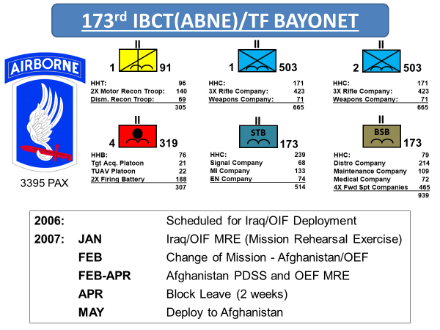 173rd IBCT(ABNE)/TF BAYONET
AIRBORNE
3395 PAX
II
1 91
HHT: 96
2X Motor Recon Troop: 140
Dism. Recon Troop: 69
305
II
1 503
HHC: 171
3X Rifle Company: 423
Weapons Company: 71
665
II
2 503
HHC: 171
3X Rifle Company: 423
Weapons Company: 71
665
II
4 319
HHB: 76
Tgt Acq. Platoon 21
TUAV Platoon 22
2X Firing Battery 188
307
II
STB 173
HHC: 239
Signal Company 68
MI Company 133
EN Company 74
514
II
BSB 173
HHC: 79
Distro Company 214
Maintenance Company 109
Medical Company 72
4X Fwd Spt Companies 465
939
2006: Scheduled for Iraq/OIF Deployment
2007: JAN Iraq/OIF MRE (Mission Rehearsal Exercise)
FEB Change of Mission - Afghanistan/OEF
FEB-APR Afghanistan PDSS and OEF MRE
APR Block Leave (2 weeks)
MAY Deploy to Afghanistan